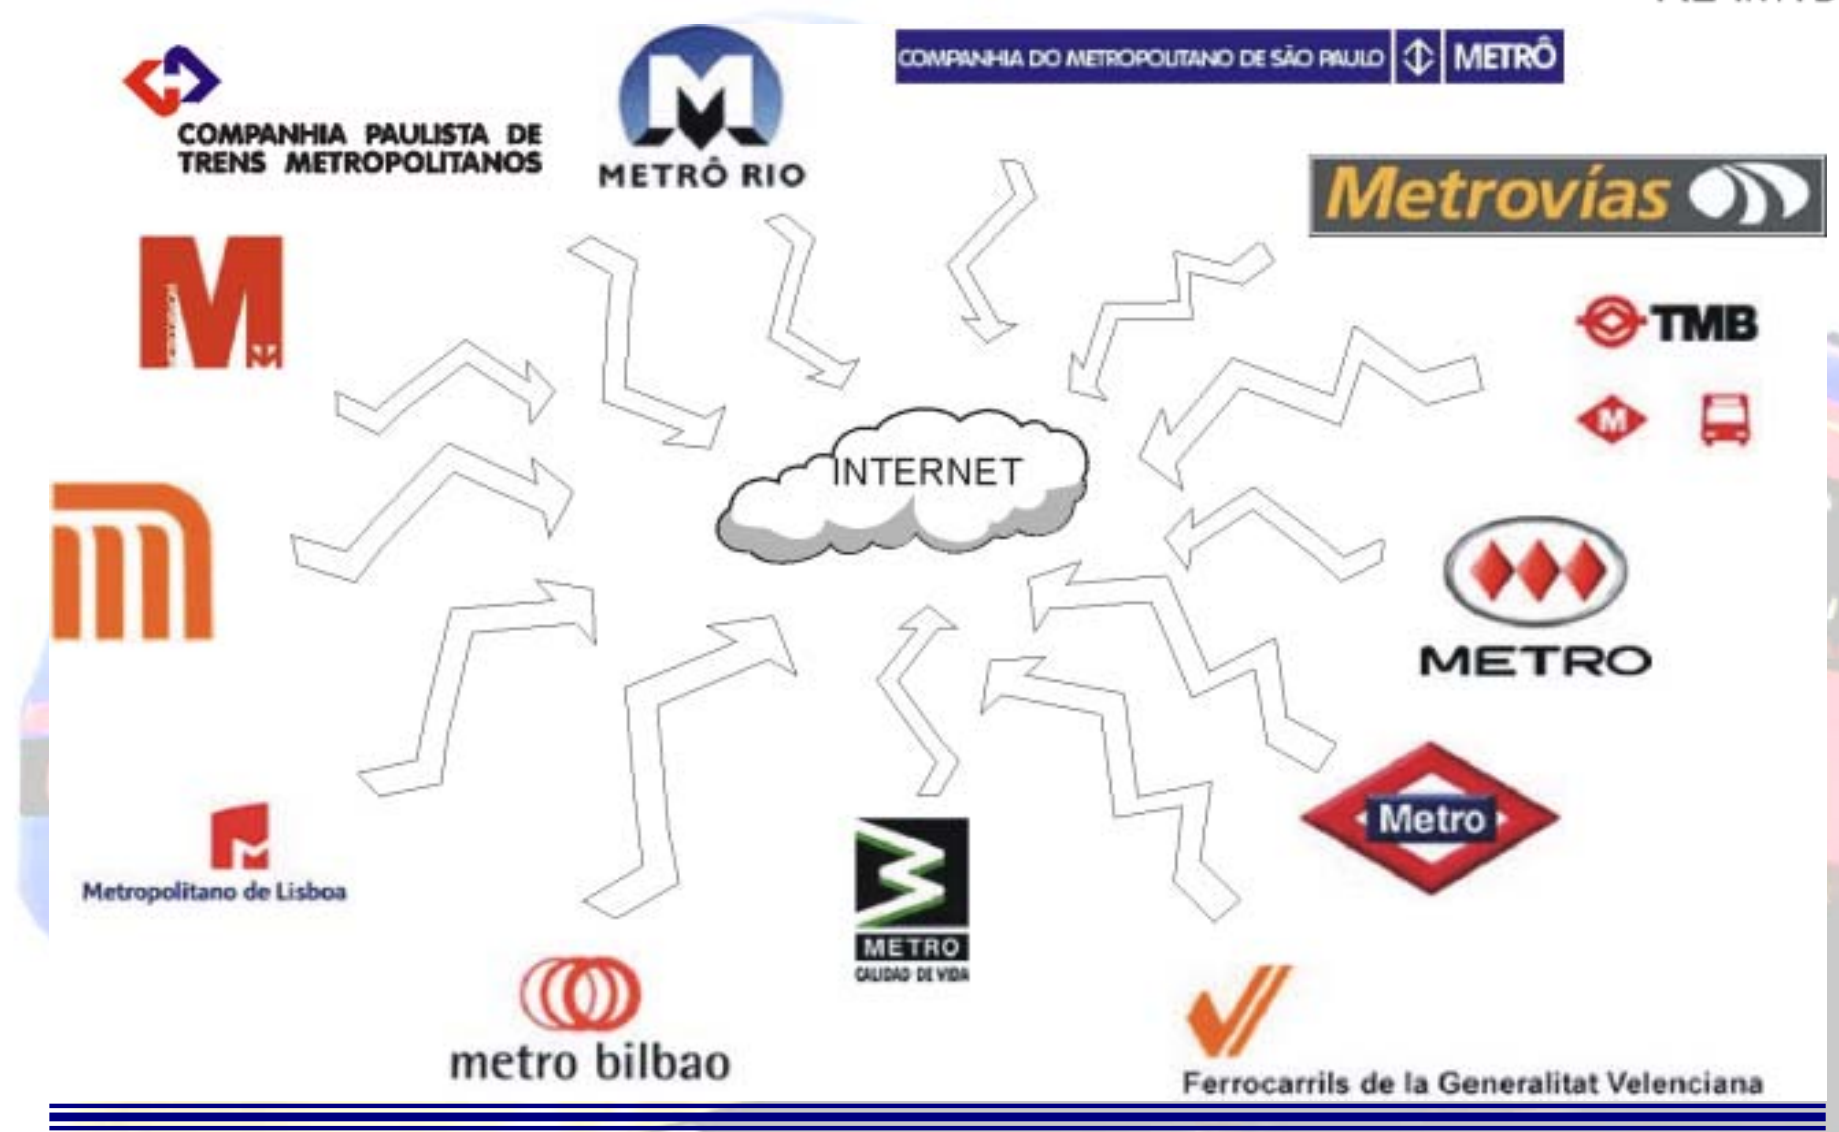 COMPANHIA DO METROPOLITANO DE SÃO PAULO METRÔ
COMPANHIA PAULISTA DE
TRENS METROPOLITANOS
METRÔ RIO
Metrovías
M
TMB
M
INTERNET
METRO
Metro
Metropolitano de Lisboa
METRO
CALIDAD DE VIDA
metro bilbao
Ferrocarrils de la Generalitat Velenciana